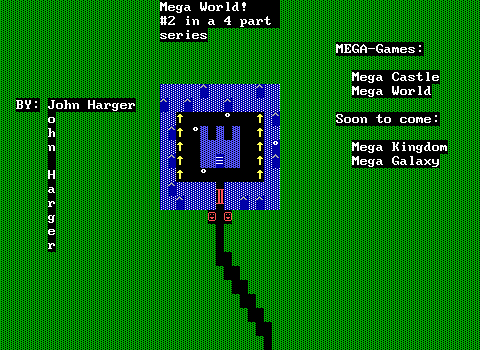 Mega World!
#2 in a 4 part
series
MEGA-Games:
Mega Castle
Mega World
BY: John Harger
Soon to come:
Mega Kingdom
Mega Galaxy
o
h
n
H
a
r
g
e
r